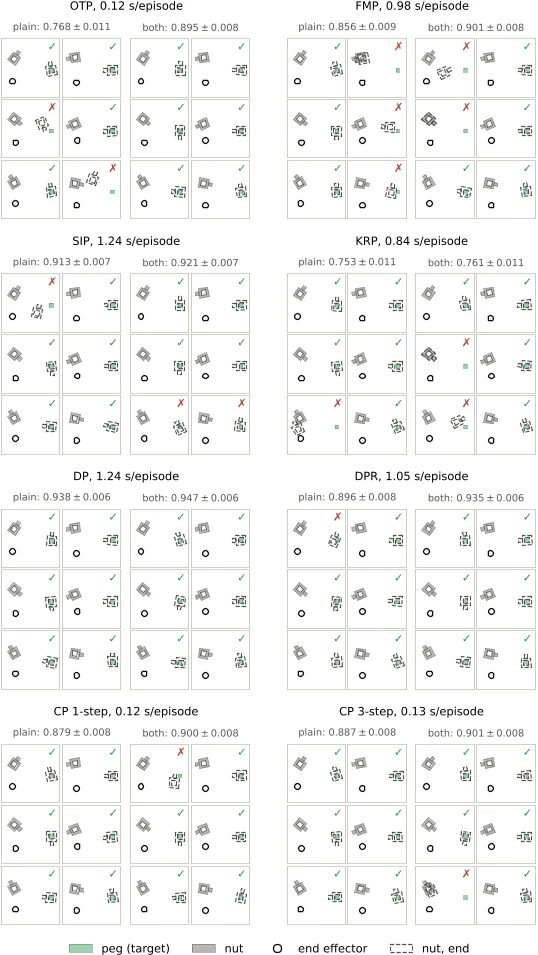 OTP, 0.12 s/episode
plain: 0.768 ± 0.011 both: 0.895 ± 0.008
✓ ✓ ✓ ✓
✗ ✓ ✓ ✓
✓ ✗ ✓ ✓
FMP, 0.98 s/episode
plain: 0.856 ± 0.009 both: 0.901 ± 0.008
✓ ✗ ✗ ✓
✓ ✗ ✗ ✓
✓ ✗ ✓ ✓
SIP, 1.24 s/episode
plain: 0.913 ± 0.007 both: 0.921 ± 0.007
✗ ✓ ✓ ✓
✓ ✓ ✓ ✓
✓ ✓ ✗ ✗
KRP, 0.84 s/episode
plain: 0.753 ± 0.011 both: 0.761 ± 0.011
✓ ✓ ✓ ✓
✓ ✓ ✗ ✓
✗ ✓ ✗ ✓
DP, 1.24 s/episode
plain: 0.938 ± 0.006 both: 0.947 ± 0.006
✓ ✓ ✓ ✓
✓ ✓ ✓ ✓
✓ ✓ ✓ ✓
DPR, 1.05 s/episode
plain: 0.896 ± 0.008 both: 0.935 ± 0.006
✗ ✓ ✓ ✓
✓ ✓ ✓ ✓
✓ ✓ ✓ ✓
CP 1-step, 0.12 s/episode
plain: 0.879 ± 0.008 both: 0.900 ± 0.008
✓ ✓ ✗ ✓
✓ ✓ ✓ ✓
✓ ✓ ✓ ✓
CP 3-step, 0.13 s/episode
plain: 0.887 ± 0.008 both: 0.901 ± 0.008
✓ ✓ ✓ ✓
✓ ✓ ✓ ✓
✓ ✓ ✗ ✓
peg (target) nut end effector nut, end